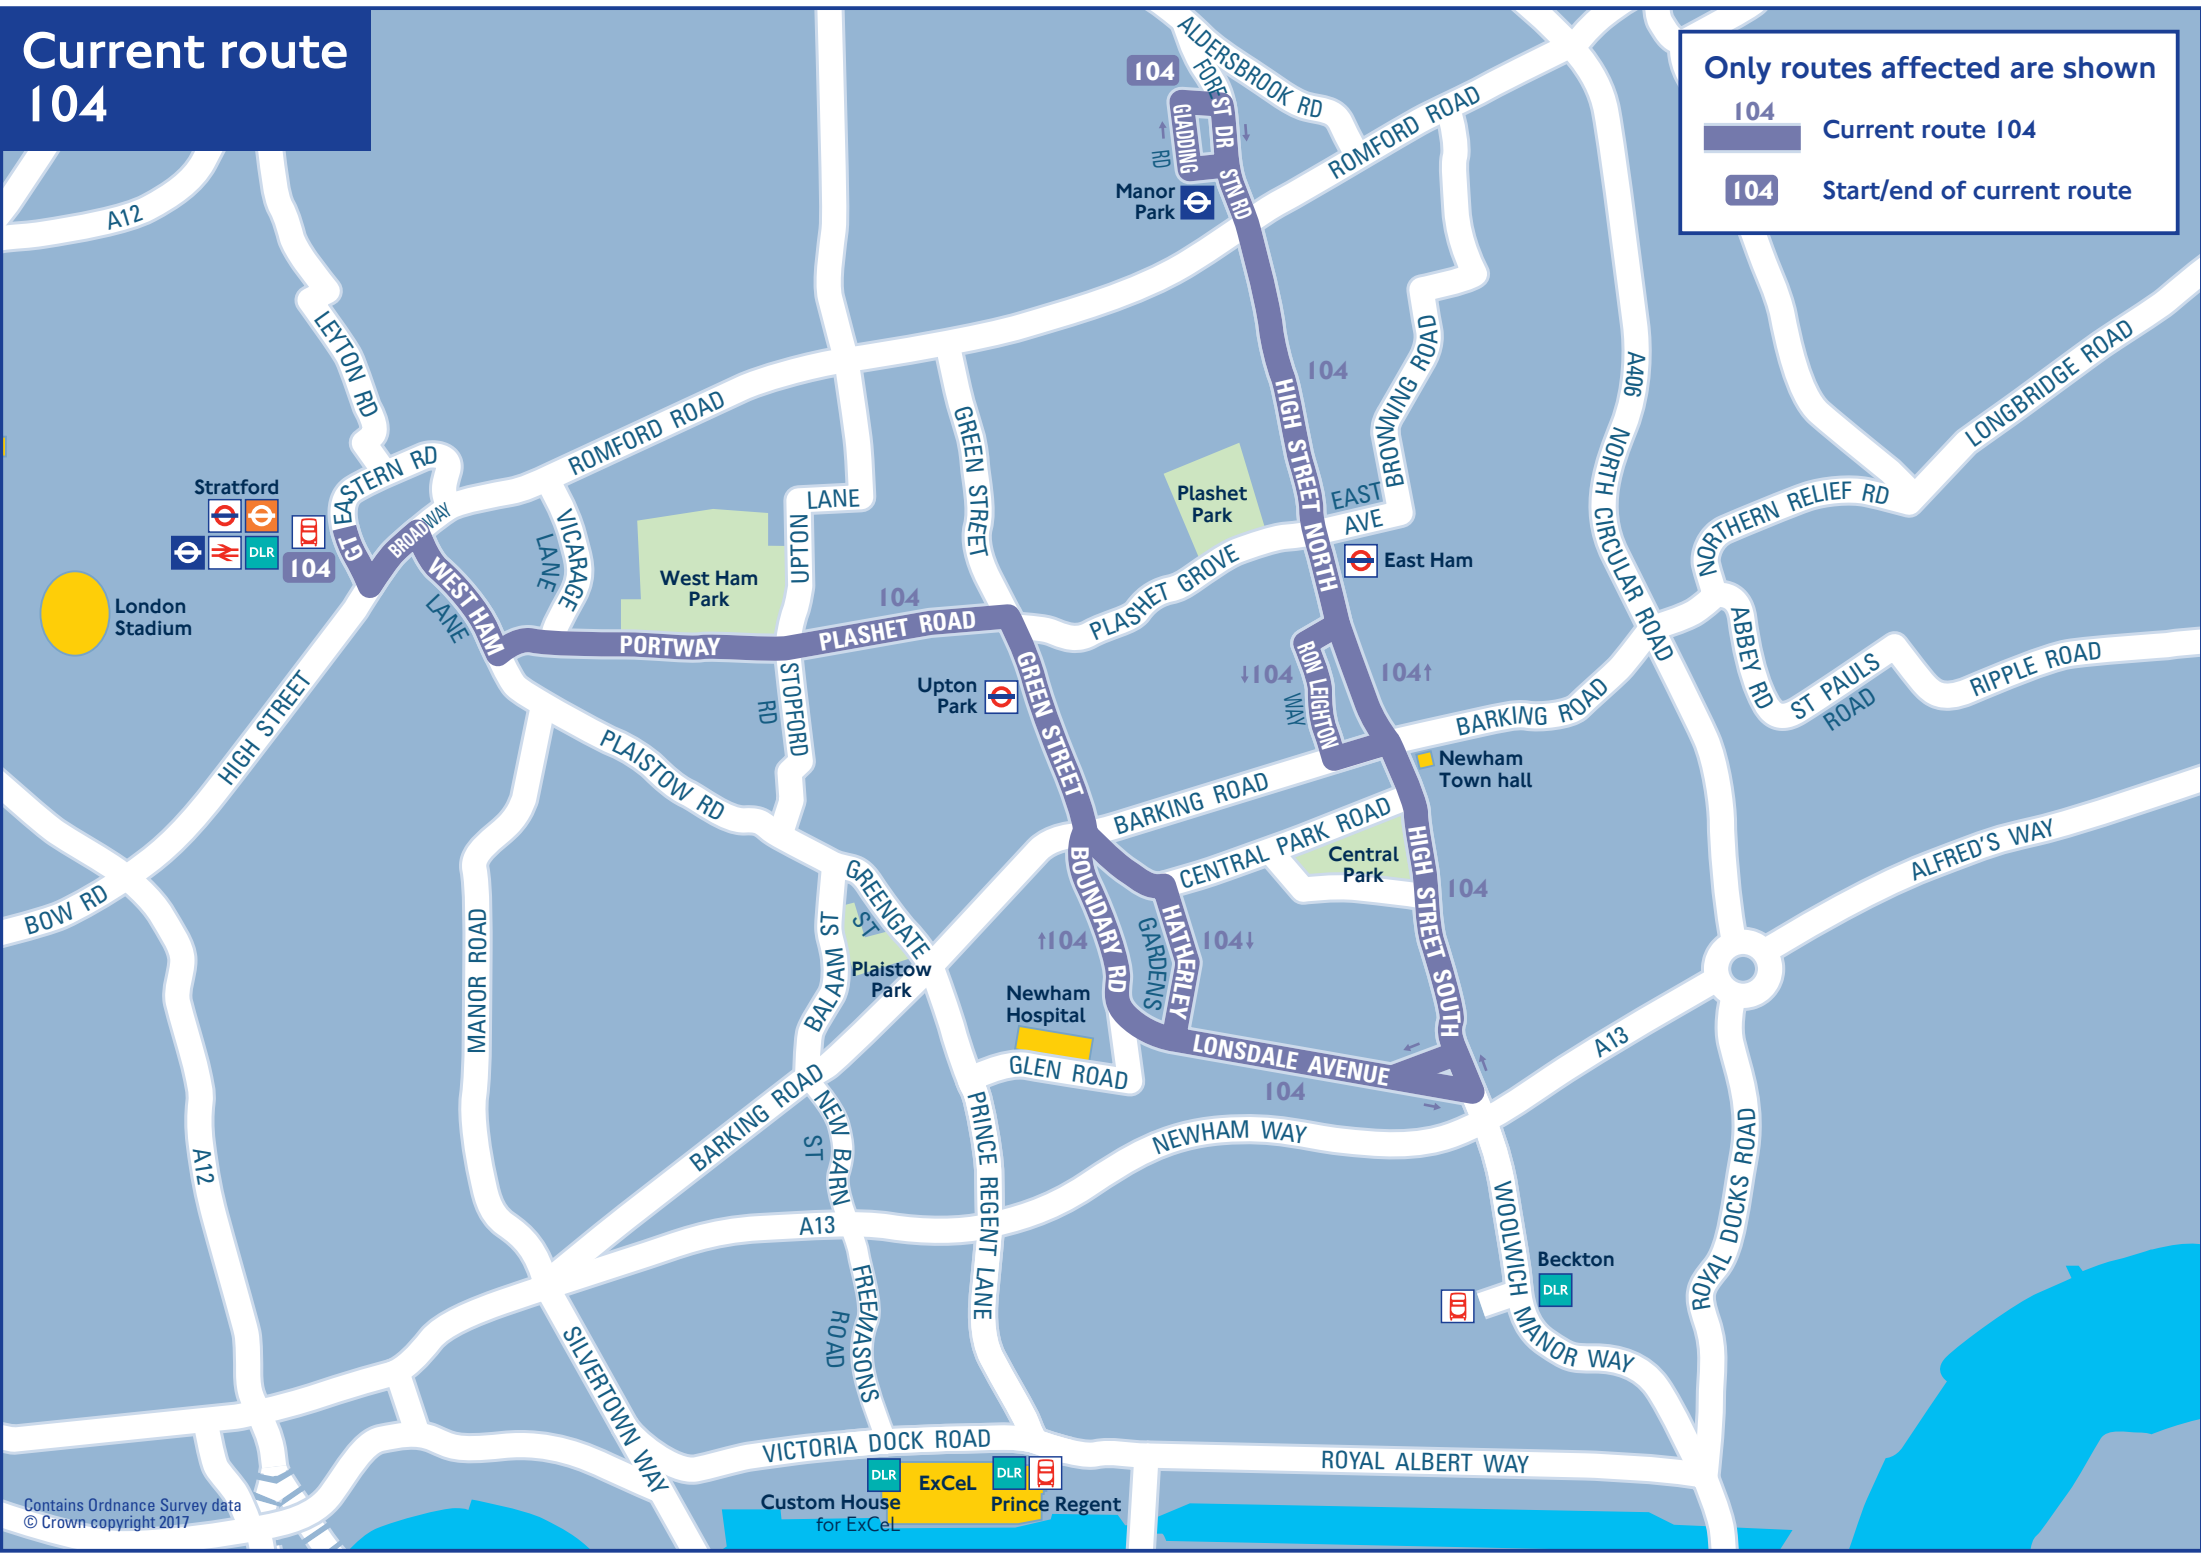 Current route
104
Only routes affected are shown
104
Current route 104
104
Start/end of current route
ALDERSBROOK RD
104
FOREST DR
GLADDING
RD
STN RD
Manor
Park
ROMFORD ROAD
A12
LEYTON RD
104
HIGH STREET NORTH
BROWNING ROAD
A406
NORTH CIRCULAR ROAD
LONGBRIDGE ROAD
ROMFORD ROAD
GREEN STREET
GT EASTERN RD
Stratford
DLR
104
BROADWAY
WEST HAM
LANE
VICARAGE
LANE
UPTON
LANE
Plashet
Park
EAST
AVE
NORTHERN RELIEF RD
East Ham
London
Stadium
West Ham
Park
104
PORTWAY
PLASHET ROAD
PLASHET GROVE
ABBEY RD
ST PAULS
ROAD
RIPPLE ROAD
HIGH STREET
STOPFORD
RD
Upton
Park
GREEN STREET
↓104
RON LEIGHTON
WAY
104↑
BARKING ROAD
PLAISTOW RD
Newham
Town hall
BARKING ROAD
CENTRAL PARK ROAD
Central
Park
HIGH STREET SOUTH
104
ALFRED'S WAY
BOW RD
MANOR ROAD
GREENGATE
ST
BALAAM ST
Plaistow
Park
BOUNDARY RD
↑104
HATHERLEY
GARDENS
104↓
Newham
Hospital
GLEN ROAD
LONSDALE AVENUE
104
A13
BARKING ROAD
NEW BARN
ST
PRINCE REGENT LANE
NEWHAM WAY
A12
A13
WOOLWICH MANOR WAY
ROYAL DOCKS ROAD
Beckton
DLR
FREEMASONS
ROAD
SILVERTOWN WAY
VICTORIA DOCK ROAD
ROYAL ALBERT WAY
DLR
ExCeL
DLR
Custom House
for ExCeL
Prince Regent
Contains Ordnance Survey data
© Crown copyright 2017